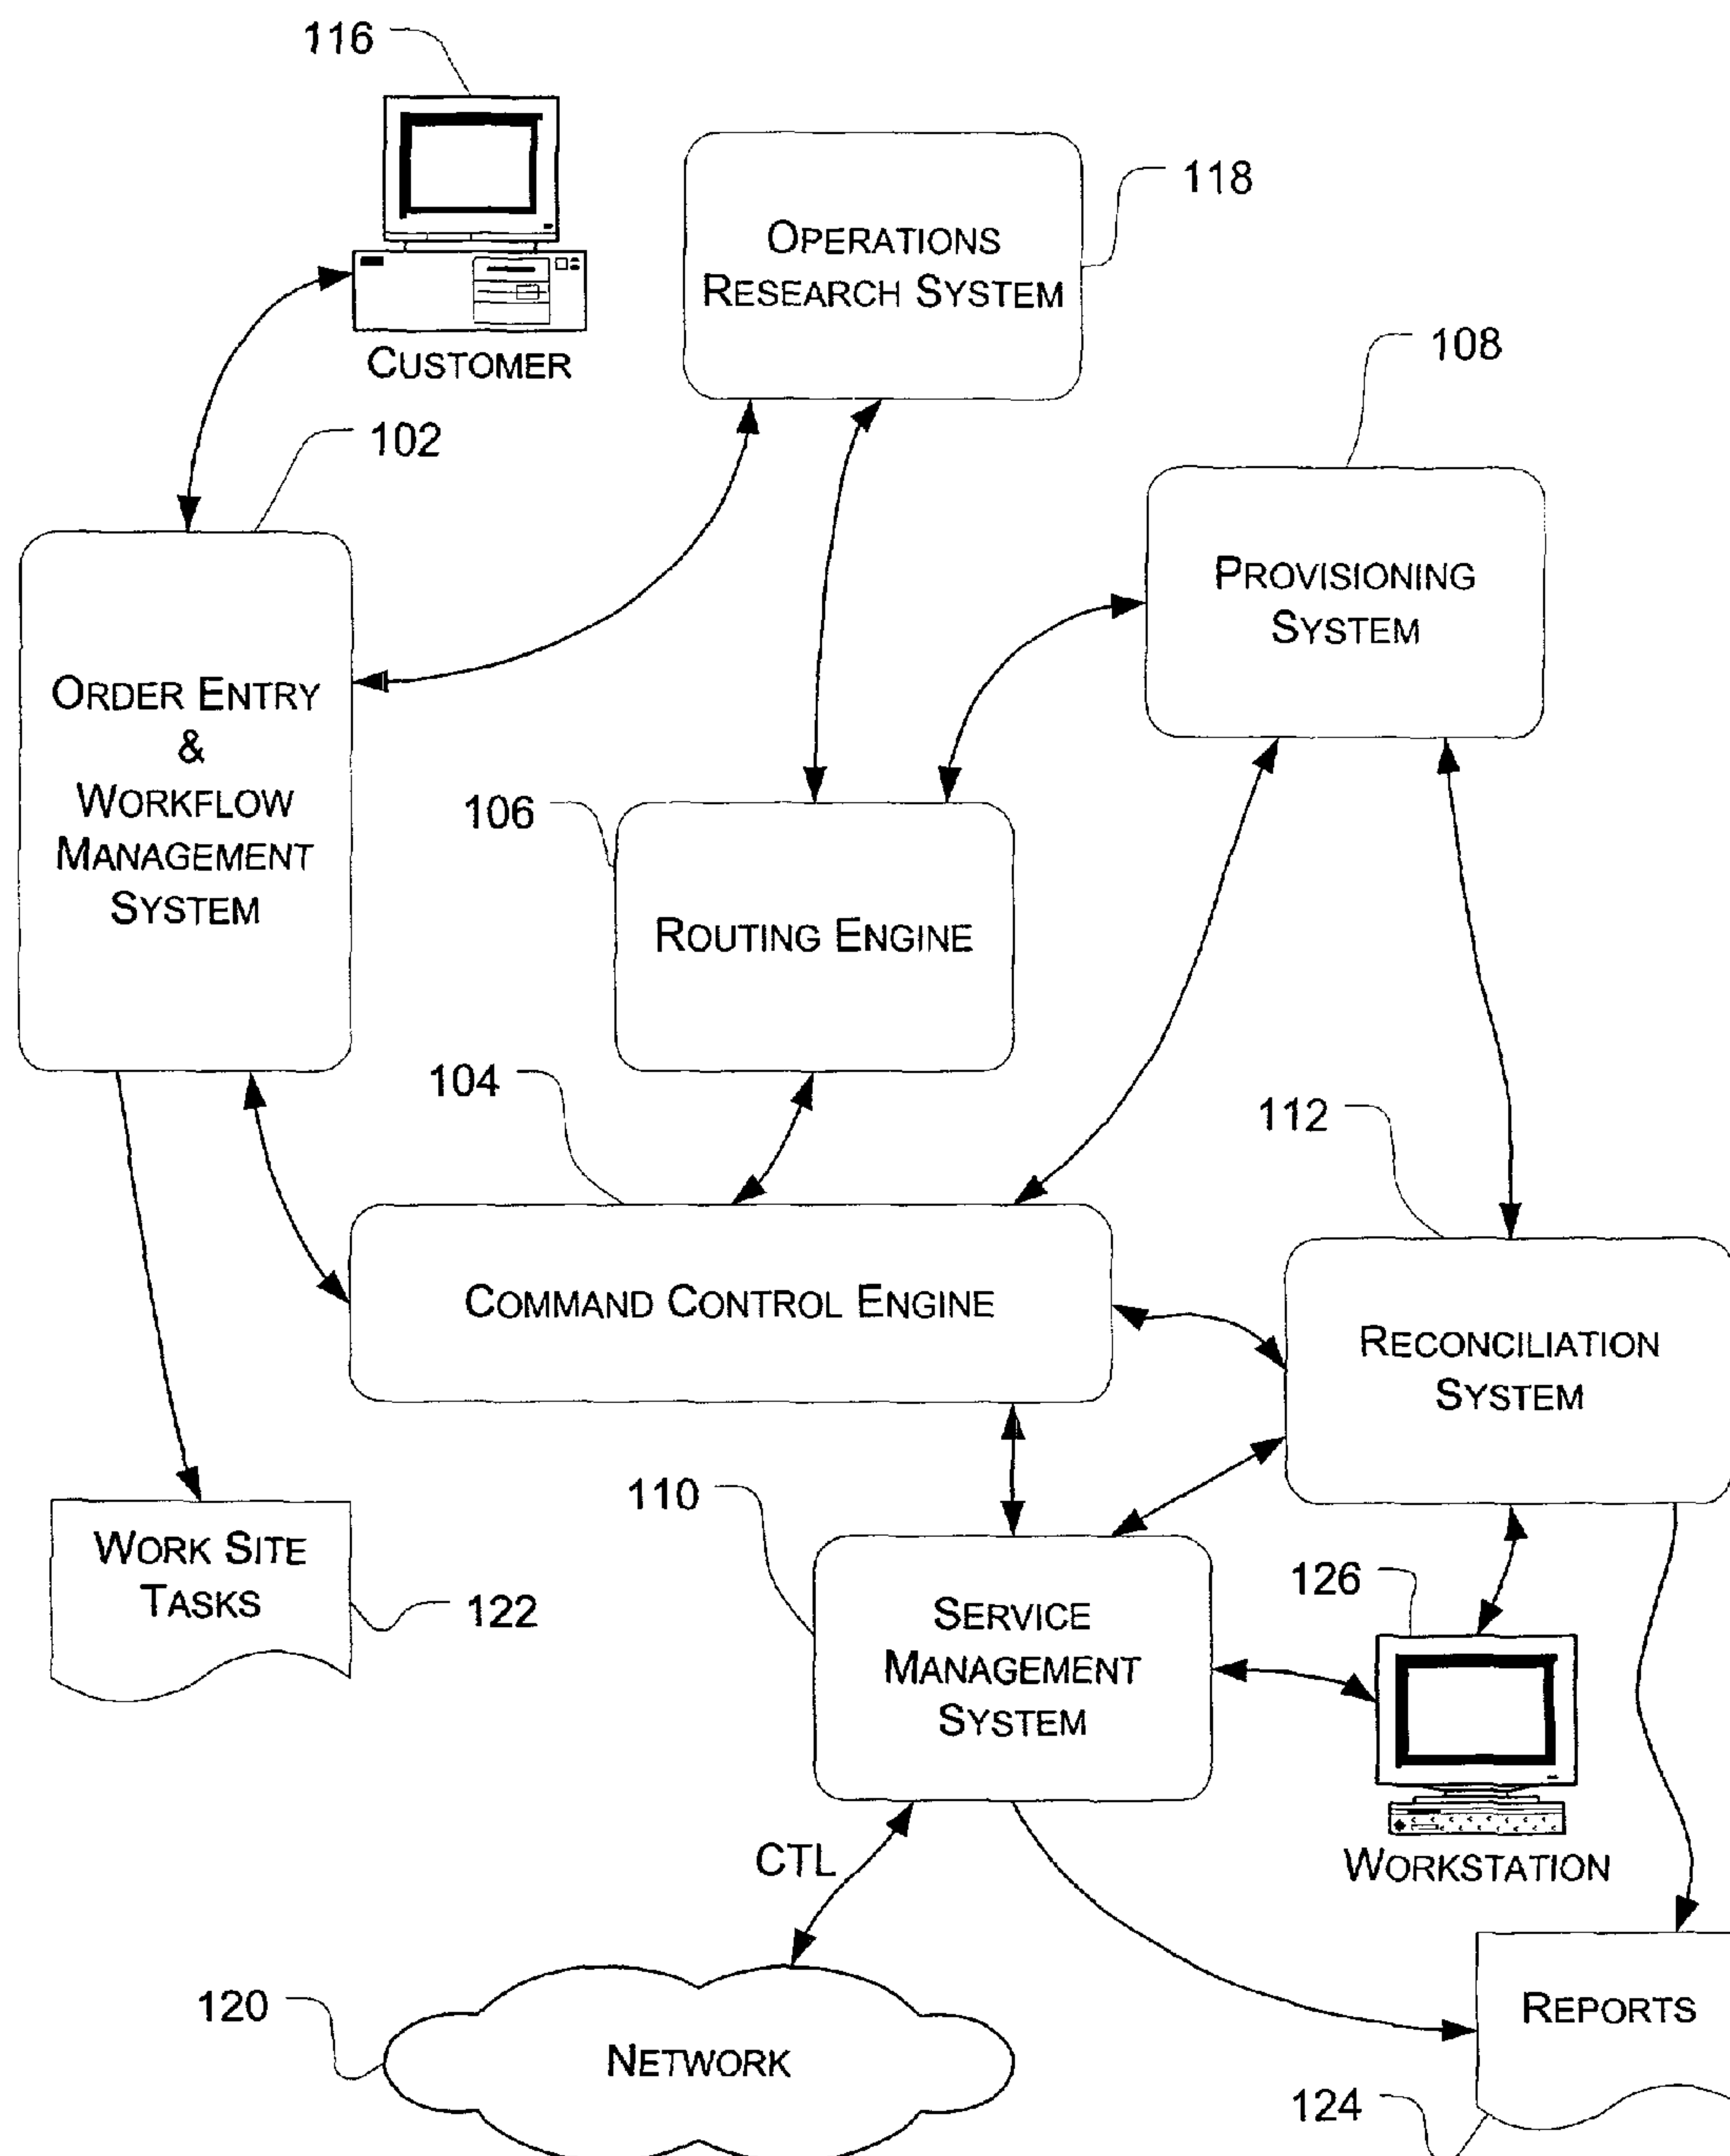 116
118
OPERATIONS
RESEARCH SYSTEM
108
CUSTOMER
102
PROVISIONING
SYSTEM
ORDER ENTRY
&
WORKFLOW
MANAGEMENT
SYSTEM
106
ROUTING ENGINE
104
112
COMMAND CONTROL ENGINE
RECONCILIATION
SYSTEM
110
WORK SITE
TASKS
122
126
SERVICE
MANAGEMENT
SYSTEM
CTL
WORKSTATION
120
NETWORK
REPORTS
124